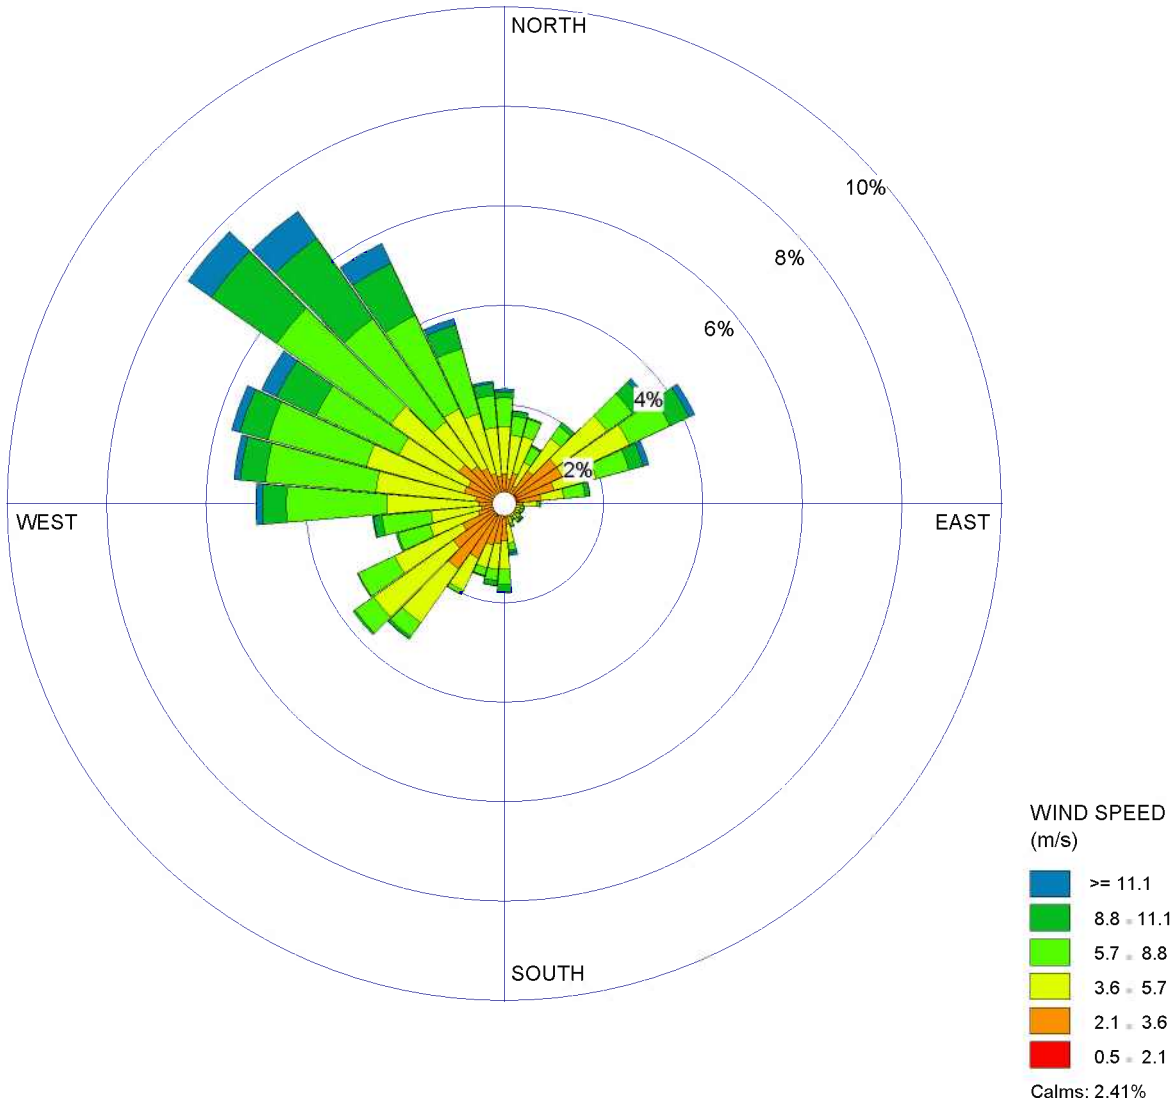 NORTH
10%
8%
6%
4%
2%
WEST
EAST
SOUTH
WIND SPEED
(m/s)
>= 11.1
8.8 - 11.1
5.7 - 8.8
3.6 - 5.7
2.1 - 3.6
0.5 - 2.1
Calms: 2.41%